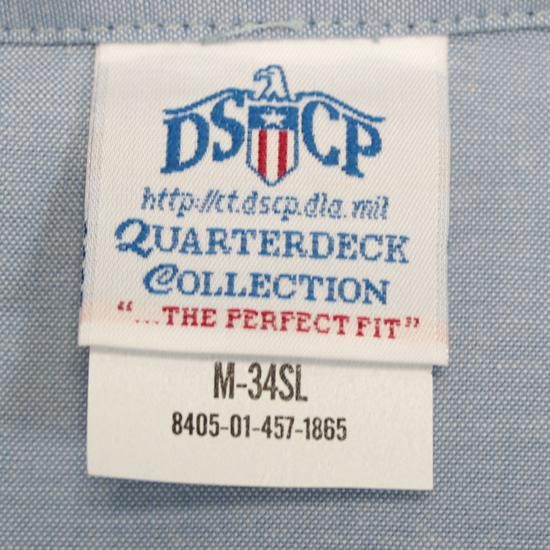 DSCP
http://ct.dscp.dla.mil
QUARTERDECK
COLLECTION
"...THE PERFECT FIT"
M-34SL
8405-01-457-1865